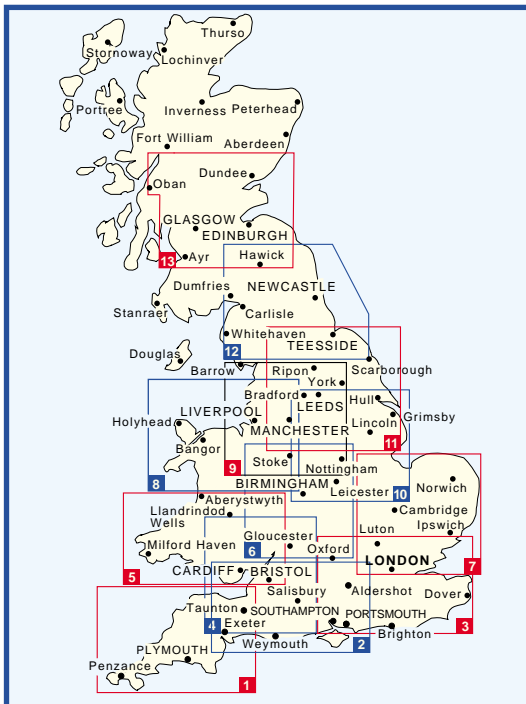 Thurso
Stornoway
Lochinver
Portree
Inverness
Peterhead
Fort William
Aberdeen
Dundee
Oban
GLASGOW
EDINBURGH
13
Ayr
Hawick
Dumfries
NEWCASTLE
Stanraer
Carlisle
Whitehaven
TEESSIDE
12
Douglas
Barrow
Ripon
Scarborough
York
Bradford
LEEDS
Hull
LIVERPOOL
Grimsby
Holyhead
MANCHESTER
Lincoln
Bangor
11
9
Stoke
Nottingham
8
BIRMINGHAM
Leicester
10
Norwich
Aberystwyth
Llandrindod
Wells
Cambridge
Ipswich
Gloucester
Luton
Milford Haven
6
Oxford
LONDON
7
5
CARDIFF
BRISTOL
Aldershot
Dover
Salisbury
Taunton
SOUTHAMPTON
PORTSMOUTH
4
Exeter
3
Weymouth
2
Brighton
PLYMOUTH
Penzance
1